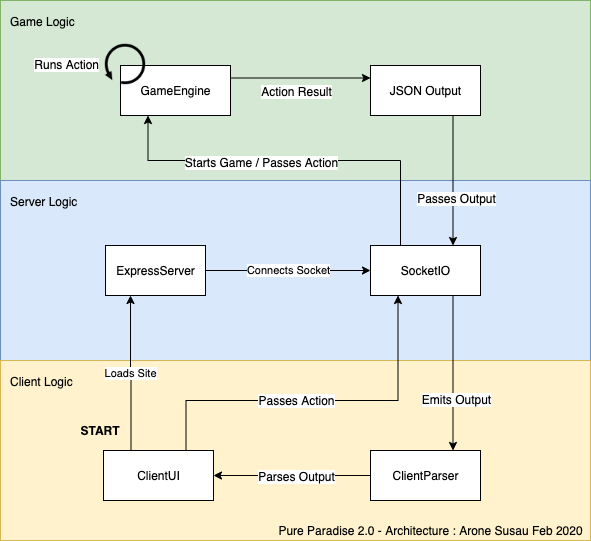 Game Logic
Runs Action
GameEngine
Action Result
JSON Output
Starts Game / Passes Action
Passes Output
Server Logic
ExpressServer
Connects Socket
SocketIO
Loads Site
Client Logic
Passes Action
Emits Output
START
ClientUI
Parses Output
ClientParser
Pure Paradise 2.0 - Architecture : Arone Susau Feb 2020